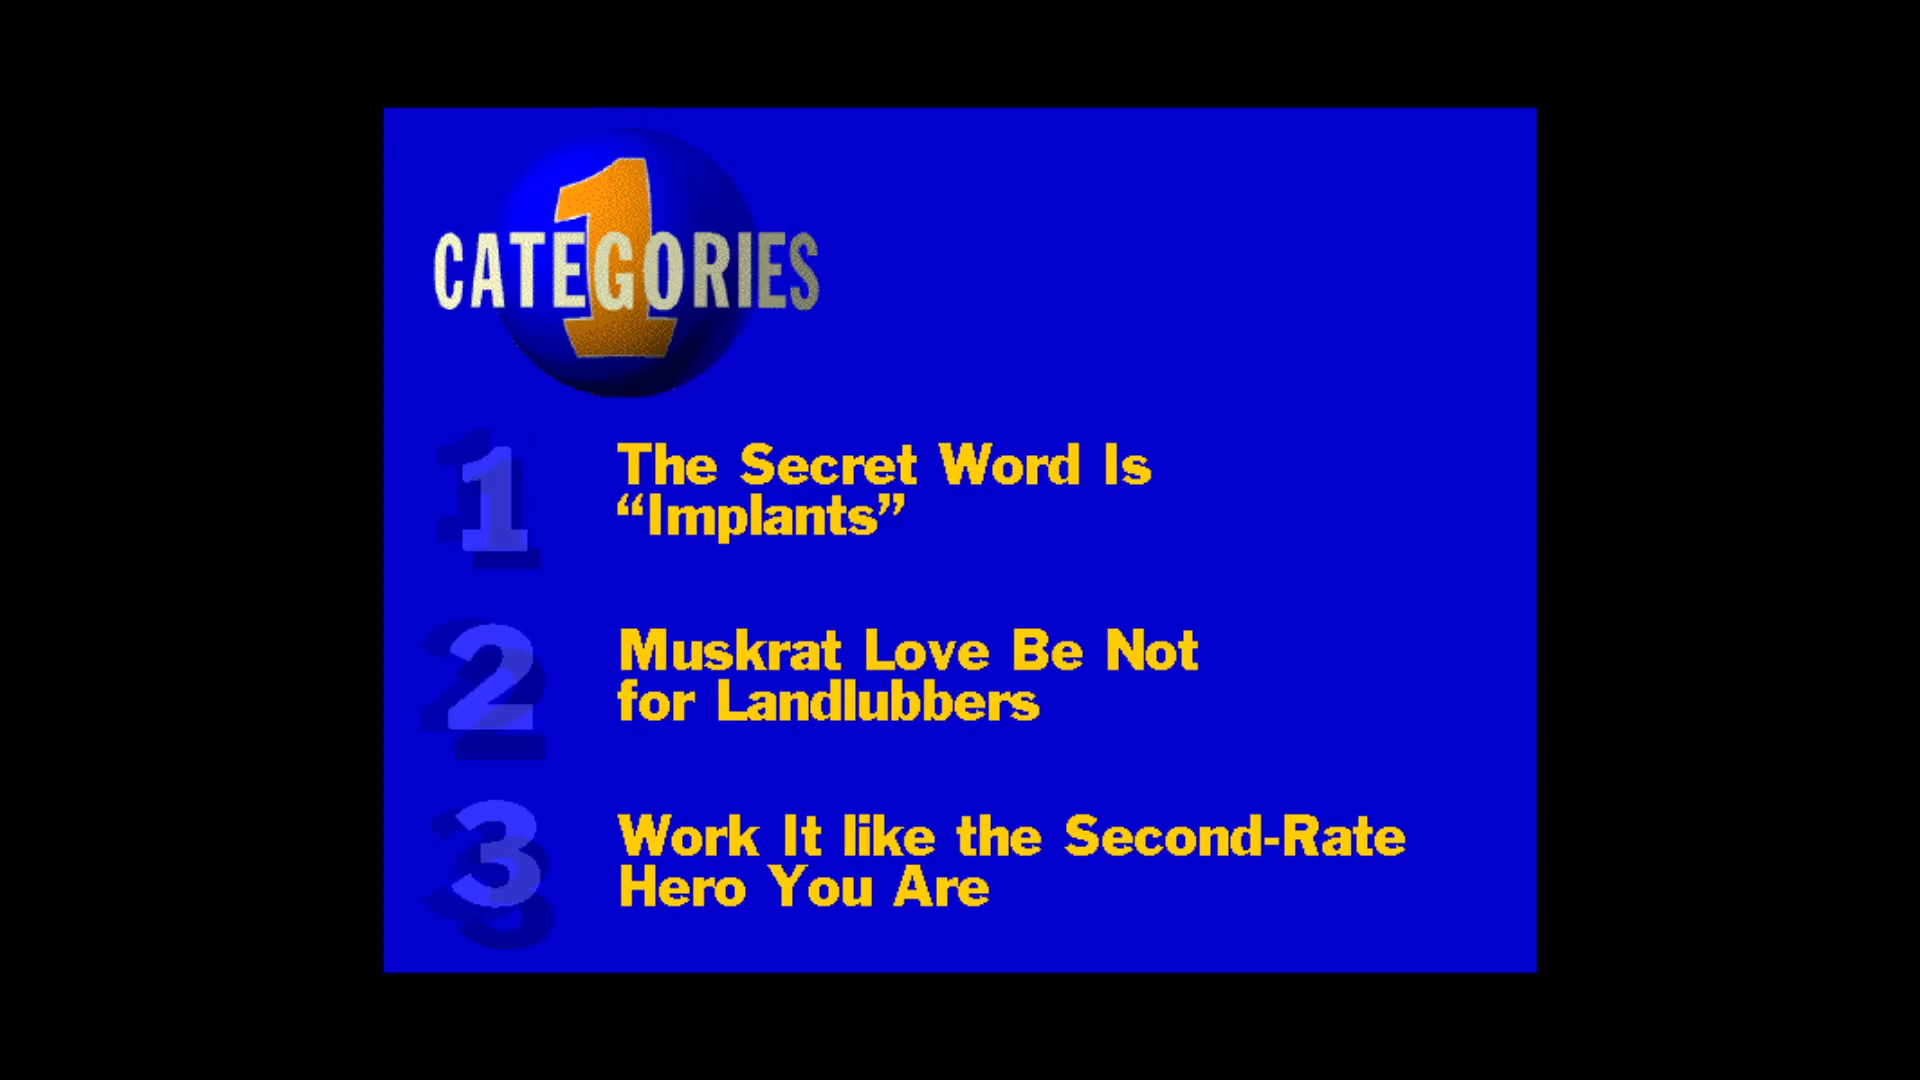 1
CATEGORIES
1
The Secret Word Is
“Implants”
2
Muskrat Love Be Not
for Landlubbers
3
Work It like the Second-Rate
Hero You Are